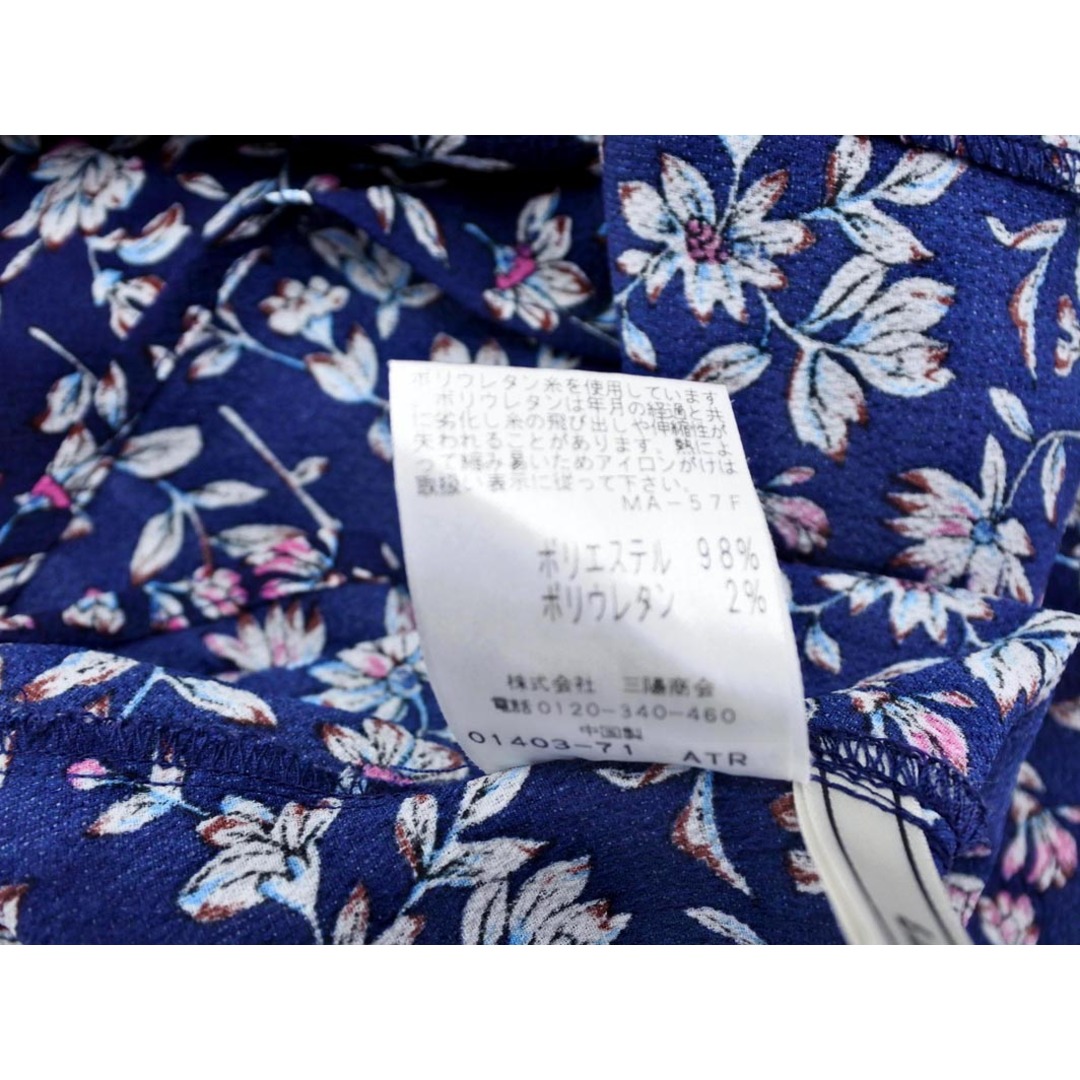 ポリウレタン糸を使用しています
ポリウレタンは年月の経過と共
に劣化し糸の飛び出しや伸縮性が
失われることがあります。熱によ
って縮み易いためアイロンがけは
取扱い表示に従って下さい。
MA-57F
ポリエステル 98%
ポリウレタン 2%
株式会社 三陽商会
電話0120-340-460
中国製
01403-71 ATR